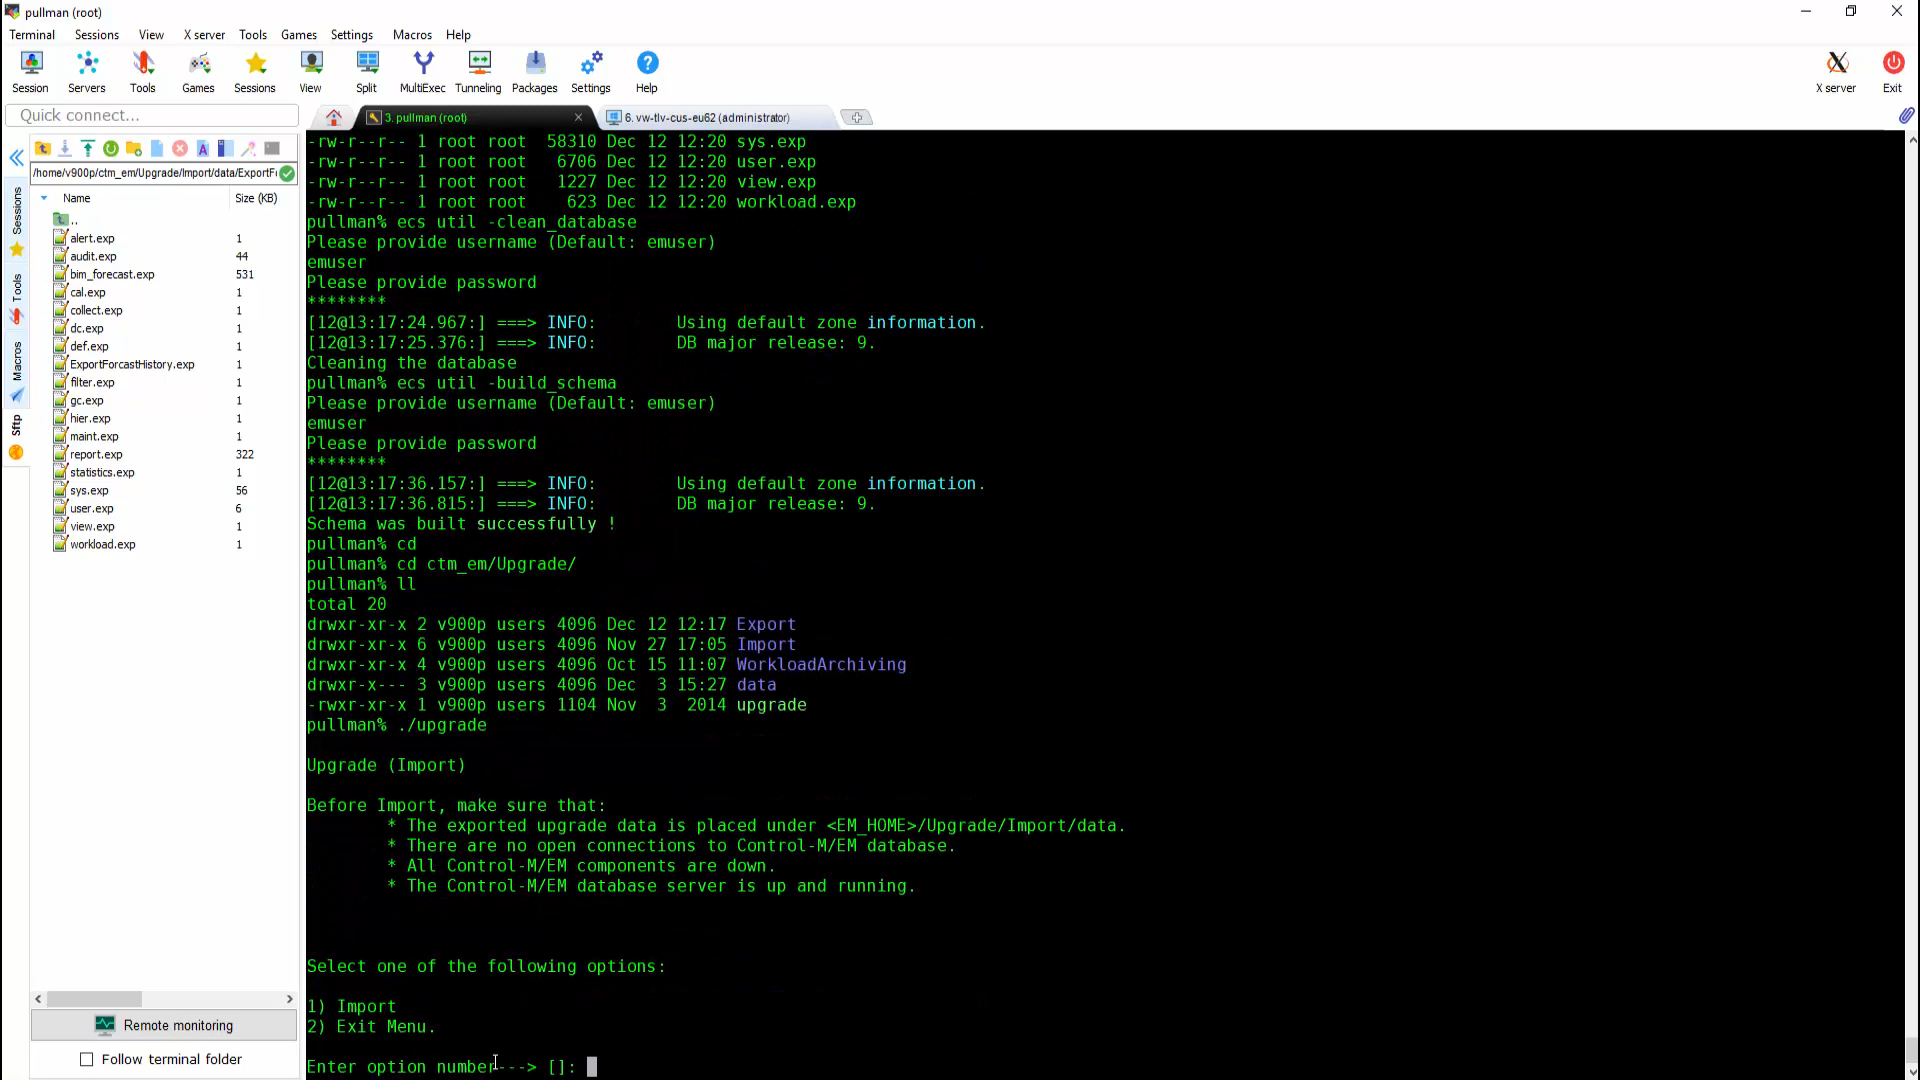 pullman (root)
Terminal Sessions View X server Tools Games Settings Macros Help
Session Servers Tools Games Sessions View Split MultiExec Tunneling Packages Settings Help X server Exit
Quick connect...
3. pullman (root)
6. vw-tlv-cus-eu62 (administrator)
/home/v900p/ctm_em/Upgrade/Import/data/ExportF
Name Size (KB)
..
alert.exp 1
audit.exp 44
bim_forecast.exp 531
cal.exp 1
collect.exp 1
dc.exp 1
def.exp 1
ExportForcastHistory.exp 1
filter.exp 1
gc.exp 1
hier.exp 1
maint.exp 1
report.exp 322
statistics.exp 1
sys.exp 56
user.exp 6
view.exp 1
workload.exp 1
Sessions
Tools
Macros
Sftp
Remote monitoring
Follow terminal folder
-rw-r--r-- 1 root root 58310 Dec 12 12:20 sys.exp
-rw-r--r-- 1 root root 6706 Dec 12 12:20 user.exp
-rw-r--r-- 1 root root 1227 Dec 12 12:20 view.exp
-rw-r--r-- 1 root root 623 Dec 12 12:20 workload.exp
pullman% ecs util -clean_database
Please provide username (Default: emuser)
emuser
Please provide password
********
[12@13:17:24.967:] ===> INFO: Using default zone information.
[12@13:17:25.376:] ===> INFO: DB major release: 9.
Cleaning the database
pullman% ecs util -build_schema
Please provide username (Default: emuser)
emuser
Please provide password
********
[12@13:17:36.157:] ===> INFO: Using default zone information.
[12@13:17:36.815:] ===> INFO: DB major release: 9.
Schema was built successfully !
pullman% cd
pullman% cd ctm_em/Upgrade/
pullman% ll
total 20
drwxr-xr-x 2 v900p users 4096 Dec 12 12:17 Export
drwxr-xr-x 6 v900p users 4096 Nov 27 17:05 Import
drwxr-xr-x 4 v900p users 4096 Oct 15 11:07 WorkloadArchiving
drwxr-x--- 3 v900p users 4096 Dec 3 15:27 data
-rwxr-xr-x 1 v900p users 1104 Nov 3 2014 upgrade
pullman% ./upgrade
Upgrade (Import)
Before Import, make sure that:
* The exported upgrade data is placed under <EM_HOME>/Upgrade/Import/data.
* There are no open connections to Control-M/EM database.
* All Control-M/EM components are down.
* The Control-M/EM database server is up and running.
Select one of the following options:
1) Import
2) Exit Menu.
Enter option number---> []: